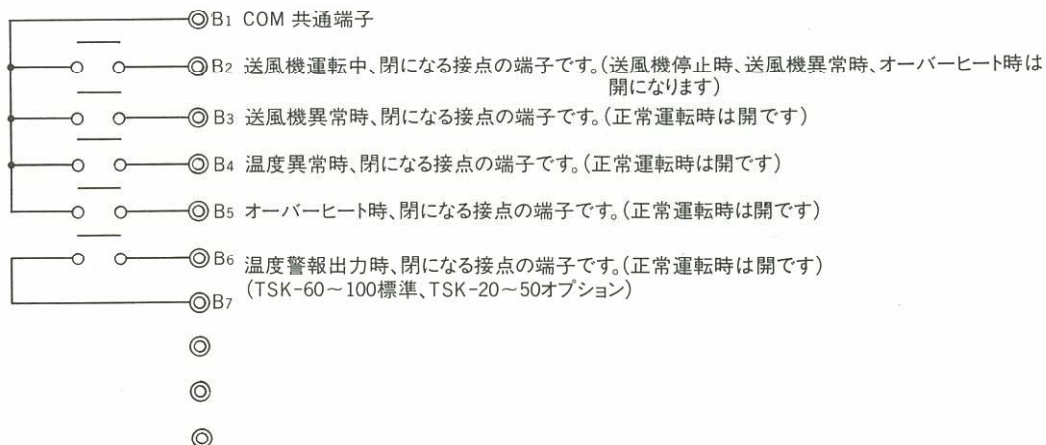 B1 COM 共通端子
B2 送風機運転中、閉になる接点の端子です。(送風機停止時、送風機異常時、オーバーヒート時は
開になります)
B3 送風機異常時、閉になる接点の端子です。(正常運転時は開です)
B4 温度異常時、閉になる接点の端子です。(正常運転時は開です)
B5 オーバーヒート時、閉になる接点の端子です。(正常運転時は開です)
B6 温度警報出力時、閉になる接点の端子です。(正常運転時は開です)
(TSK-60～100標準、TSK-20～50オプション)
B7